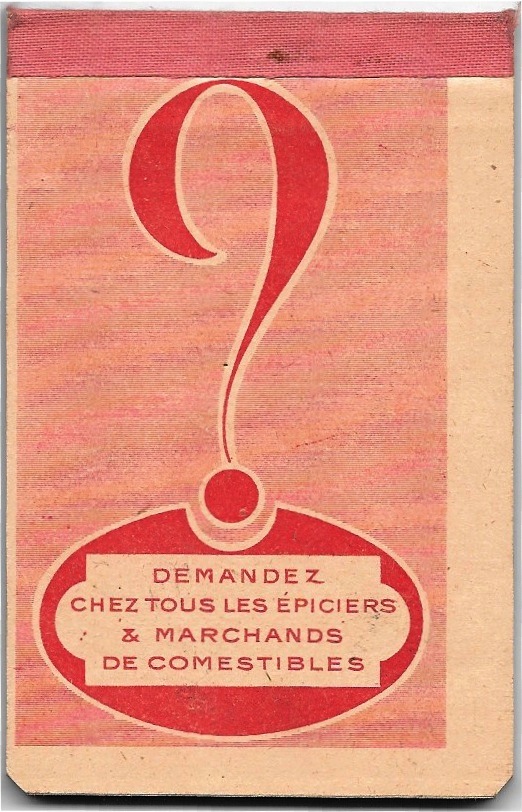 ?
DEMANDEZ
CHEZ TOUS LES ÉPICIERS
& MARCHANDS
DE COMESTIBLES